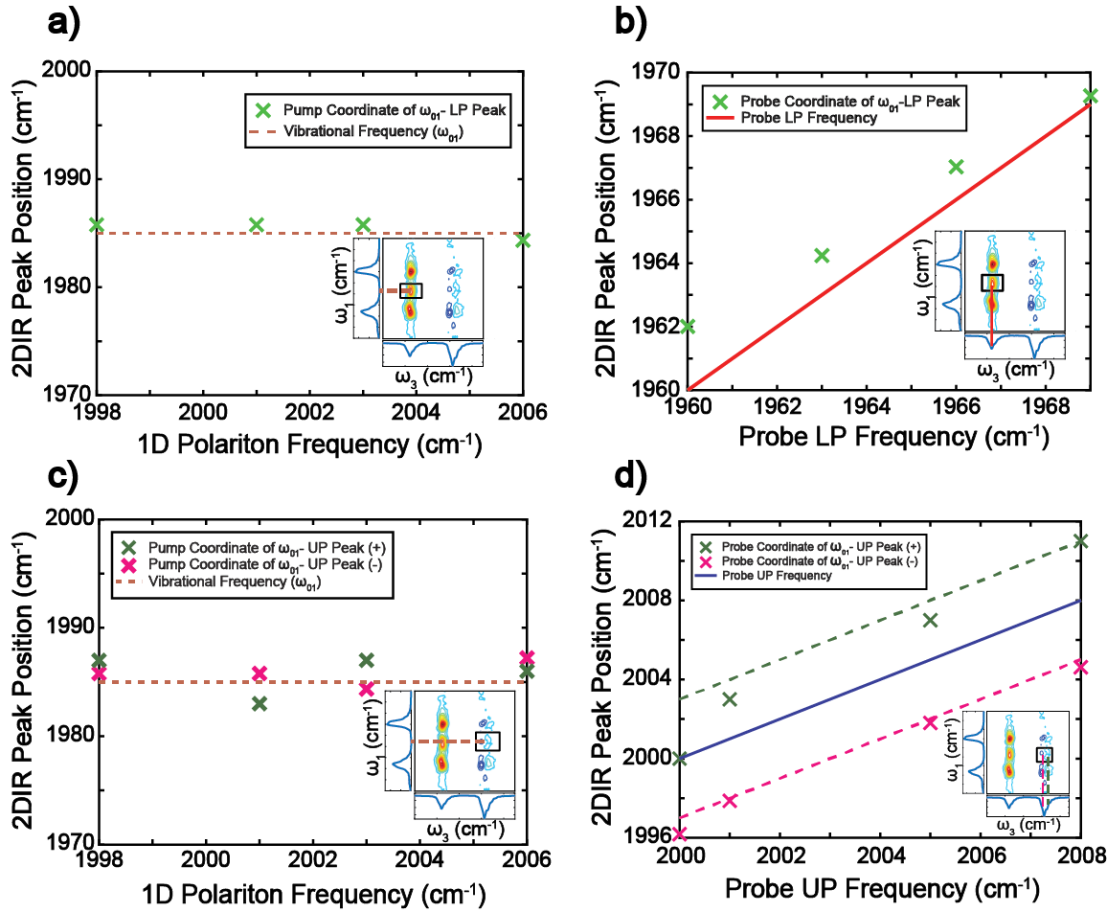 a)
2000
1990
1980
1970
2DIR Peak Position (cm-1)
Pump Coordinate of ω01- LP Peak
Vibrational Frequency (ω01)
ω1 (cm-1)
ω3 (cm-1)
1998 2000 2002 2004 2006
1D Polariton Frequency (cm-1)
b)
1970
1968
1966
1964
1962
1960
2DIR Peak Position (cm-1)
Probe Coordinate of ω01-LP Peak
Probe LP Frequency
ω1 (cm-1)
ω3 (cm-1)
1960 1962 1964 1966 1968
Probe LP Frequency (cm-1)
c)
2000
1990
1980
1970
2DIR Peak Position (cm-1)
Pump Coordinate of ω01- UP Peak (+)
Pump Coordinate of ω01- UP Peak (-)
Vibrational Frequency (ω01)
ω1 (cm-1)
ω3 (cm-1)
1998 2000 2002 2004 2006
1D Polariton Frequency (cm-1)
d)
2012
2008
2004
2000
1996
2DIR Peak Position (cm-1)
Probe Coordinate of ω01- UP Peak (+)
Probe Coordinate of ω01- UP Peak (-)
Probe UP Frequency
ω1 (cm-1)
ω3 (cm-1)
2000 2002 2004 2006 2008
Probe UP Frequency (cm-1)